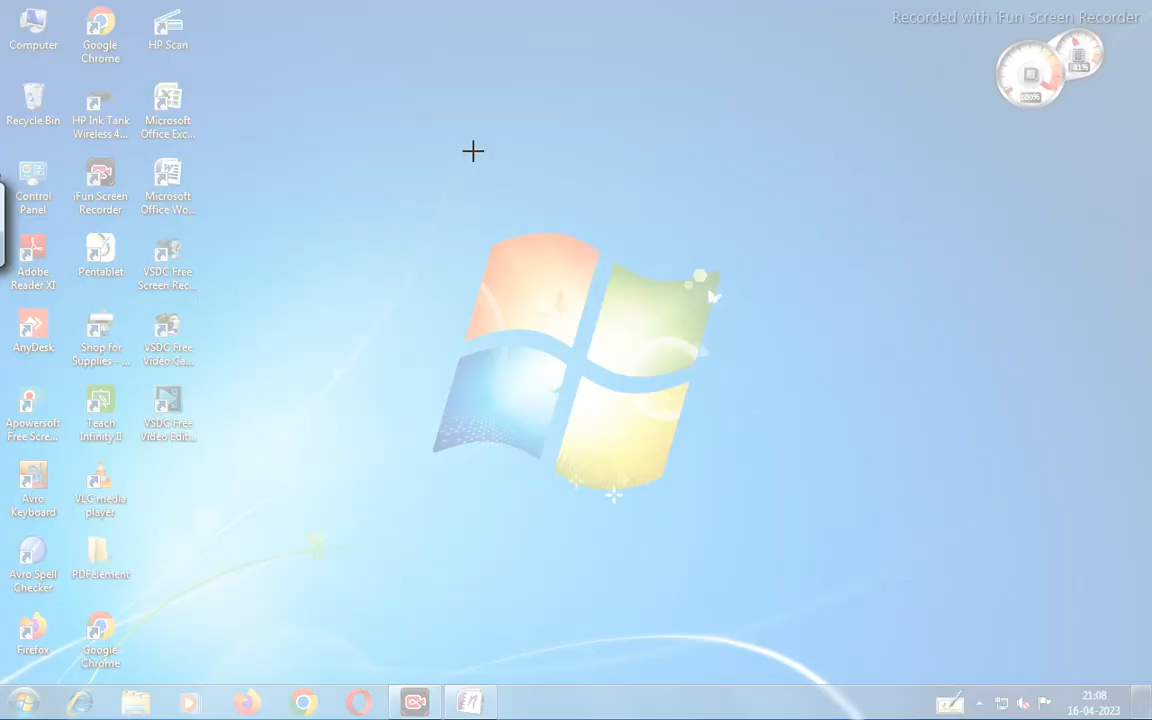 Recorded with iFun Screen Recorder
Computer
Google
Chrome
HP Scan
100%
41%
Recycle Bin
HP Ink Tank
Wireless 4...
Microsoft
Office Exc...
Control
Panel
iFun Screen
Recorder
Microsoft
Office Wo...
Adobe
Reader XI
Pentablet
VSDC Free
Screen Rec...
AnyDesk
Shop for
Supplies - ...
VSDC Free
Video Ca...
Apowersoft
Free Scre...
Teach
Infinity II
VSDC Free
Video Edit...
Avro
Keyboard
VLC media
player
Avro Spell
Checker
PDFelement
Firefox
Google
Chrome
21:08
16-04-2023